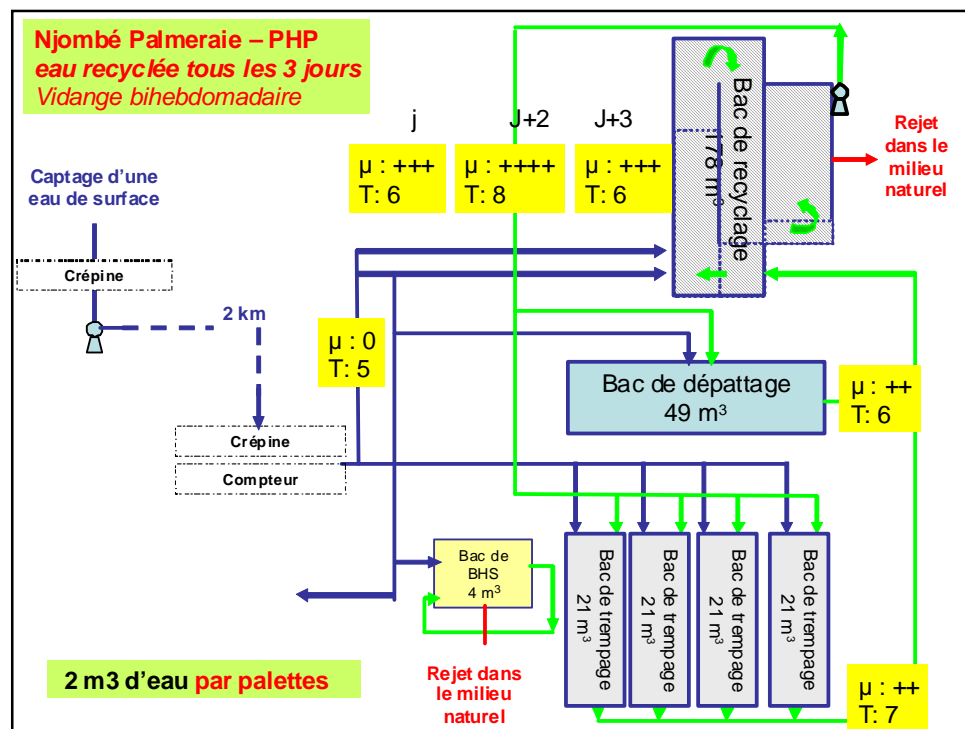 Njombé Palmeraie – PHP
eau recyclée tous les 3 jours
Vidange bihebdomadaire
j
J+2
J+3
µ : +++
T: 6
µ : ++++
T: 8
µ : +++
T: 6
Bac de recyclage
178 m³
Rejet
dans le
milieu
naturel
Captage d'une
eau de surface
Crépine
2 km
µ : 0
T: 5
Bac de dépattage
49 m³
µ : ++
T: 6
Crépine
Compteur
Bac de
BHS
4 m³
Bac de trempage
21 m³
Bac de trempage
21 m³
Bac de trempage
21 m³
Bac de trempage
21 m³
Rejet dans
le milieu
naturel
2 m3 d'eau par palettes
µ : ++
T: 7